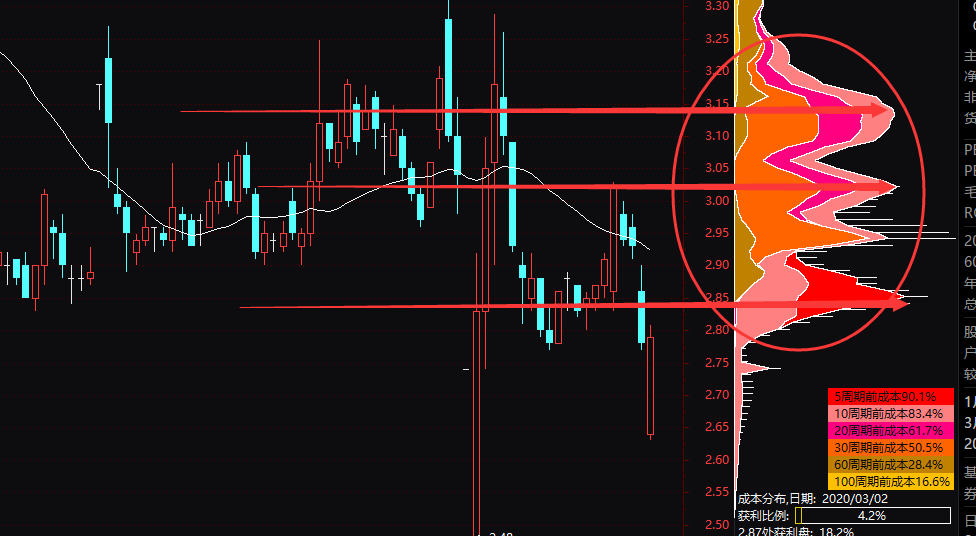 3.30
3.25
3.20
3.15
3.10
3.05
3.00
2.95
2.90
2.85
2.80
2.75
2.70
2.65
2.60
2.55
2.50
5周期前成本90.1%
10周期前成本83.4%
20周期前成本61.7%
30周期前成本50.5%
60周期前成本28.4%
100周期前成本16.6%
成本分布,日期: 2020/03/02
获利比例: 4.2%
2.87处获利盘: 18.2%
主
净
非
货
PE
PE
毛
RO
20
60
年
总
股
户
较
1月
3月
20
基
券
日